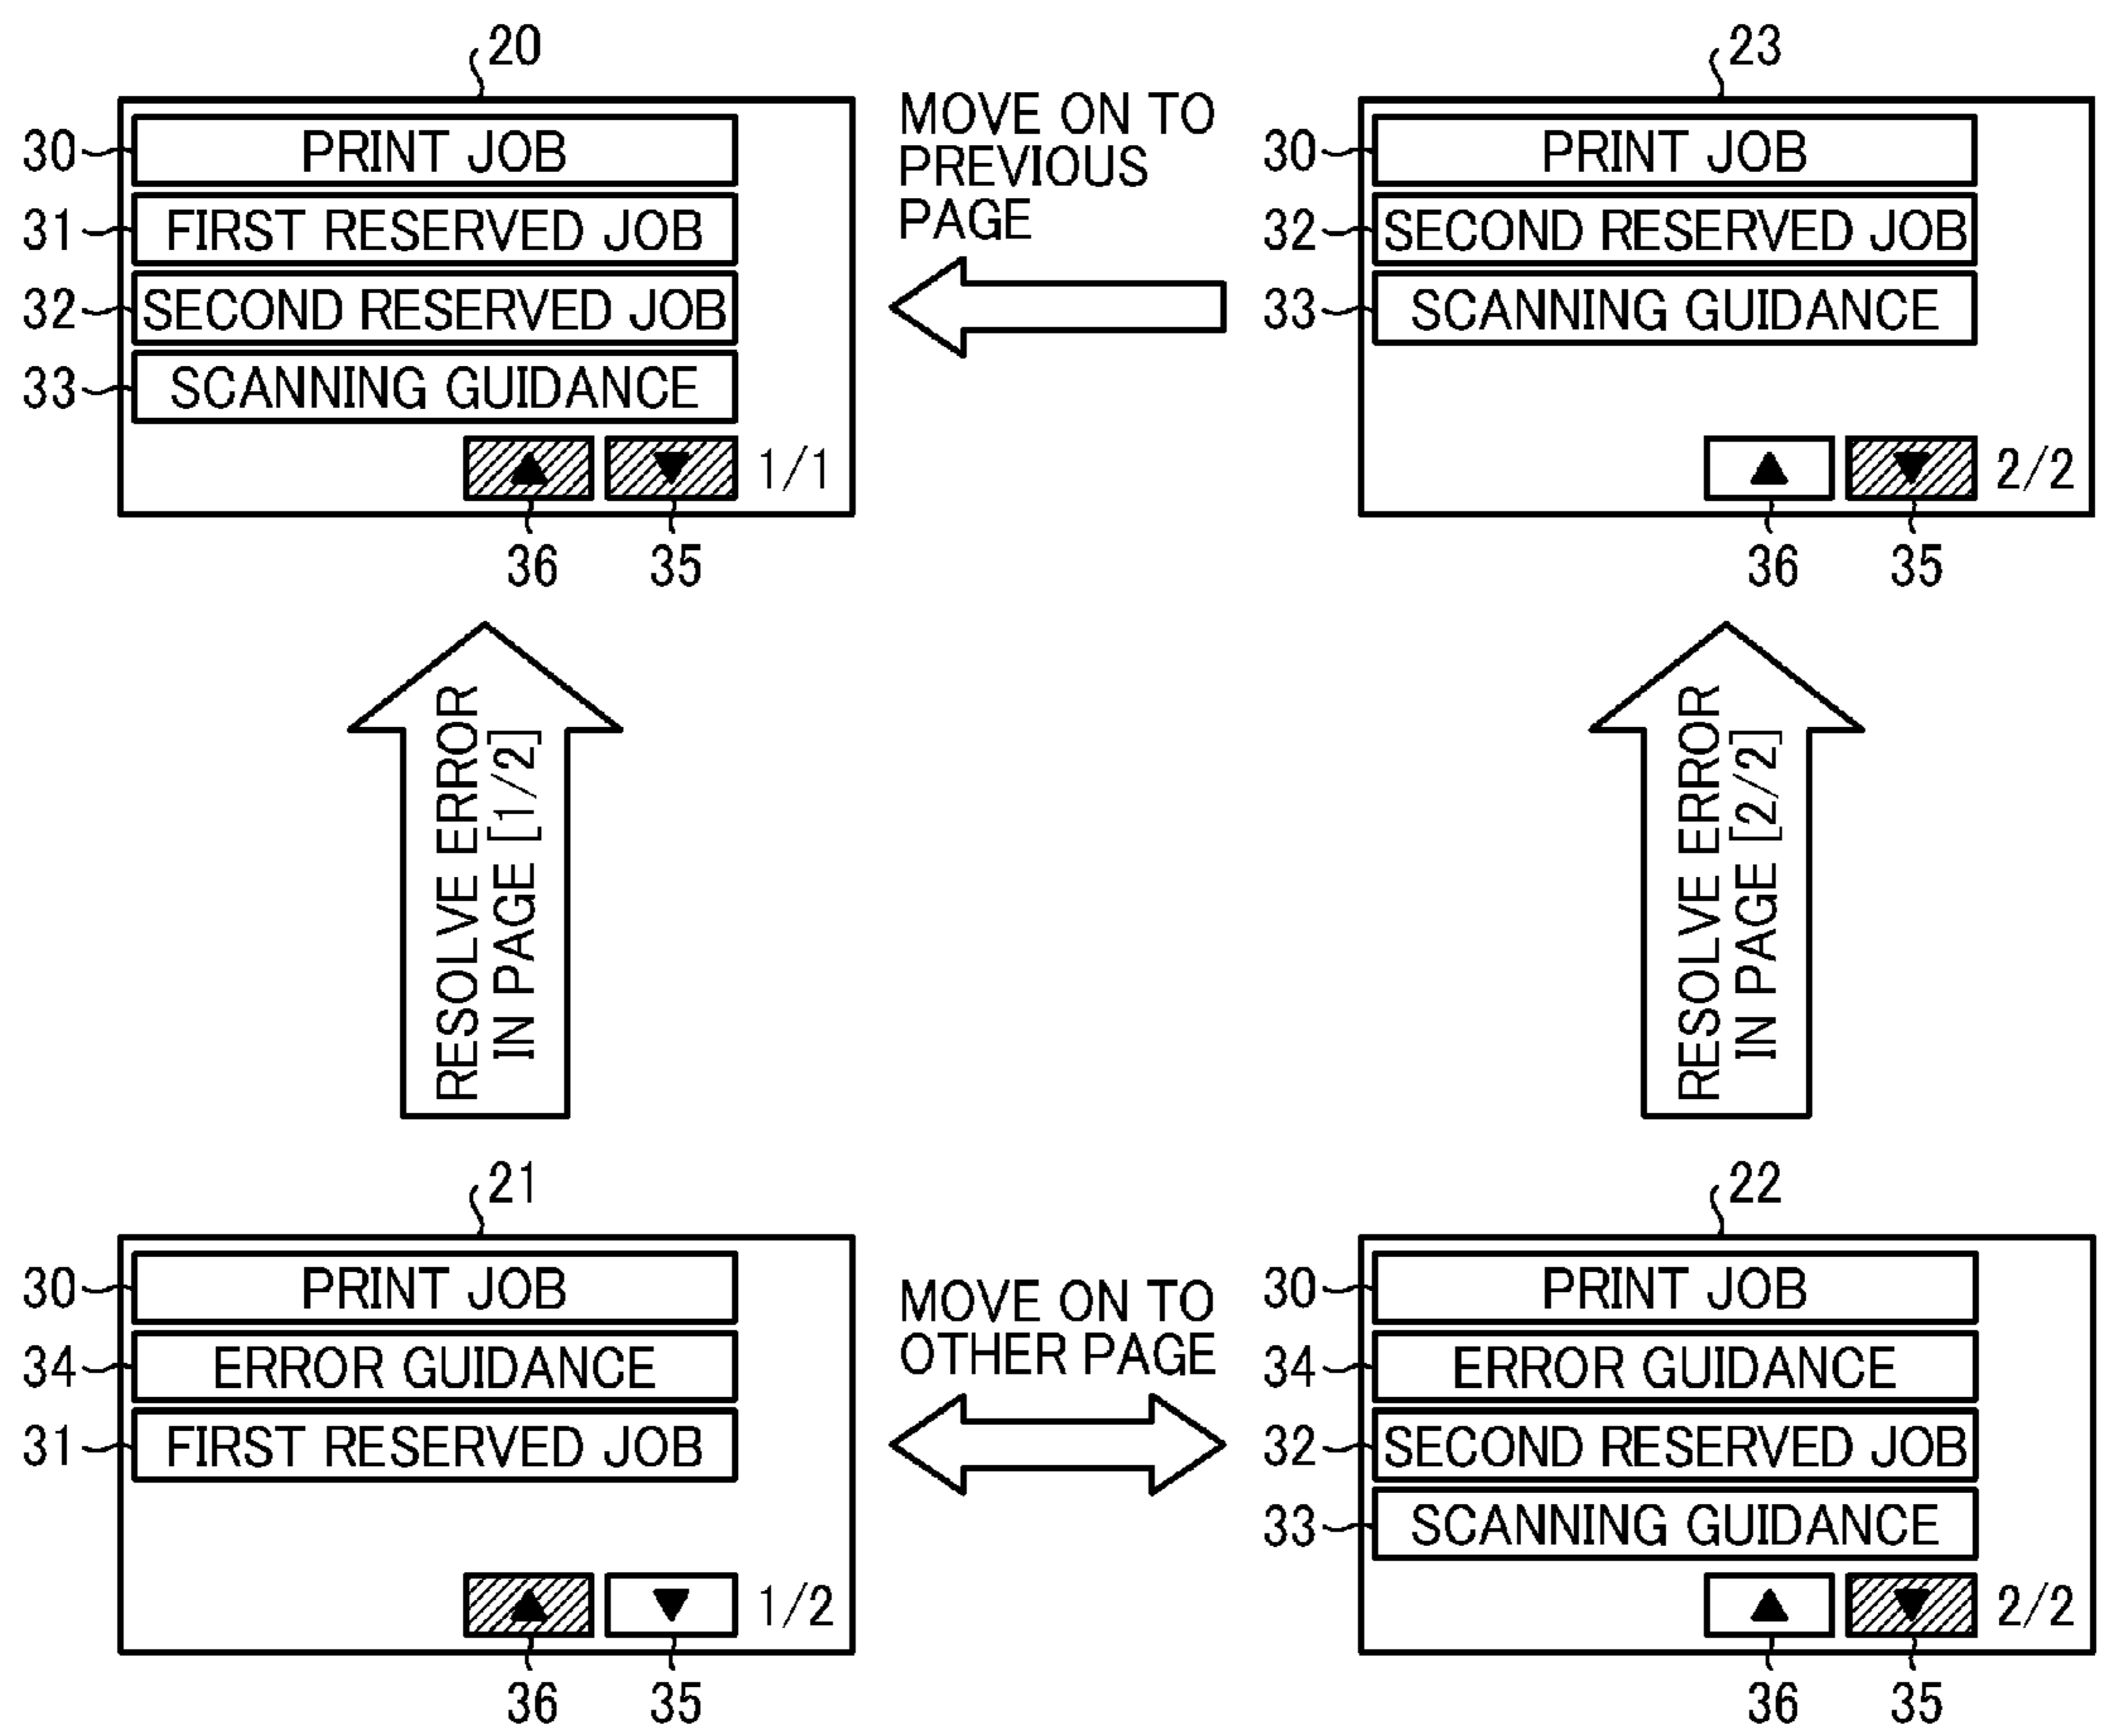 20
30 PRINT JOB
31 FIRST RESERVED JOB
32 SECOND RESERVED JOB
33 SCANNING GUIDANCE
▲ ▼ 1/1
36 35
MOVE ON TO
PREVIOUS
PAGE
23
30 PRINT JOB
32 SECOND RESERVED JOB
33 SCANNING GUIDANCE
▲ ▼ 2/2
36 35
RESOLVE ERROR
IN PAGE [1/2]
RESOLVE ERROR
IN PAGE [2/2]
21
30 PRINT JOB
34 ERROR GUIDANCE
31 FIRST RESERVED JOB
▲ ▼ 1/2
36 35
MOVE ON TO
OTHER PAGE
22
30 PRINT JOB
34 ERROR GUIDANCE
32 SECOND RESERVED JOB
33 SCANNING GUIDANCE
▲ ▼ 2/2
36 35